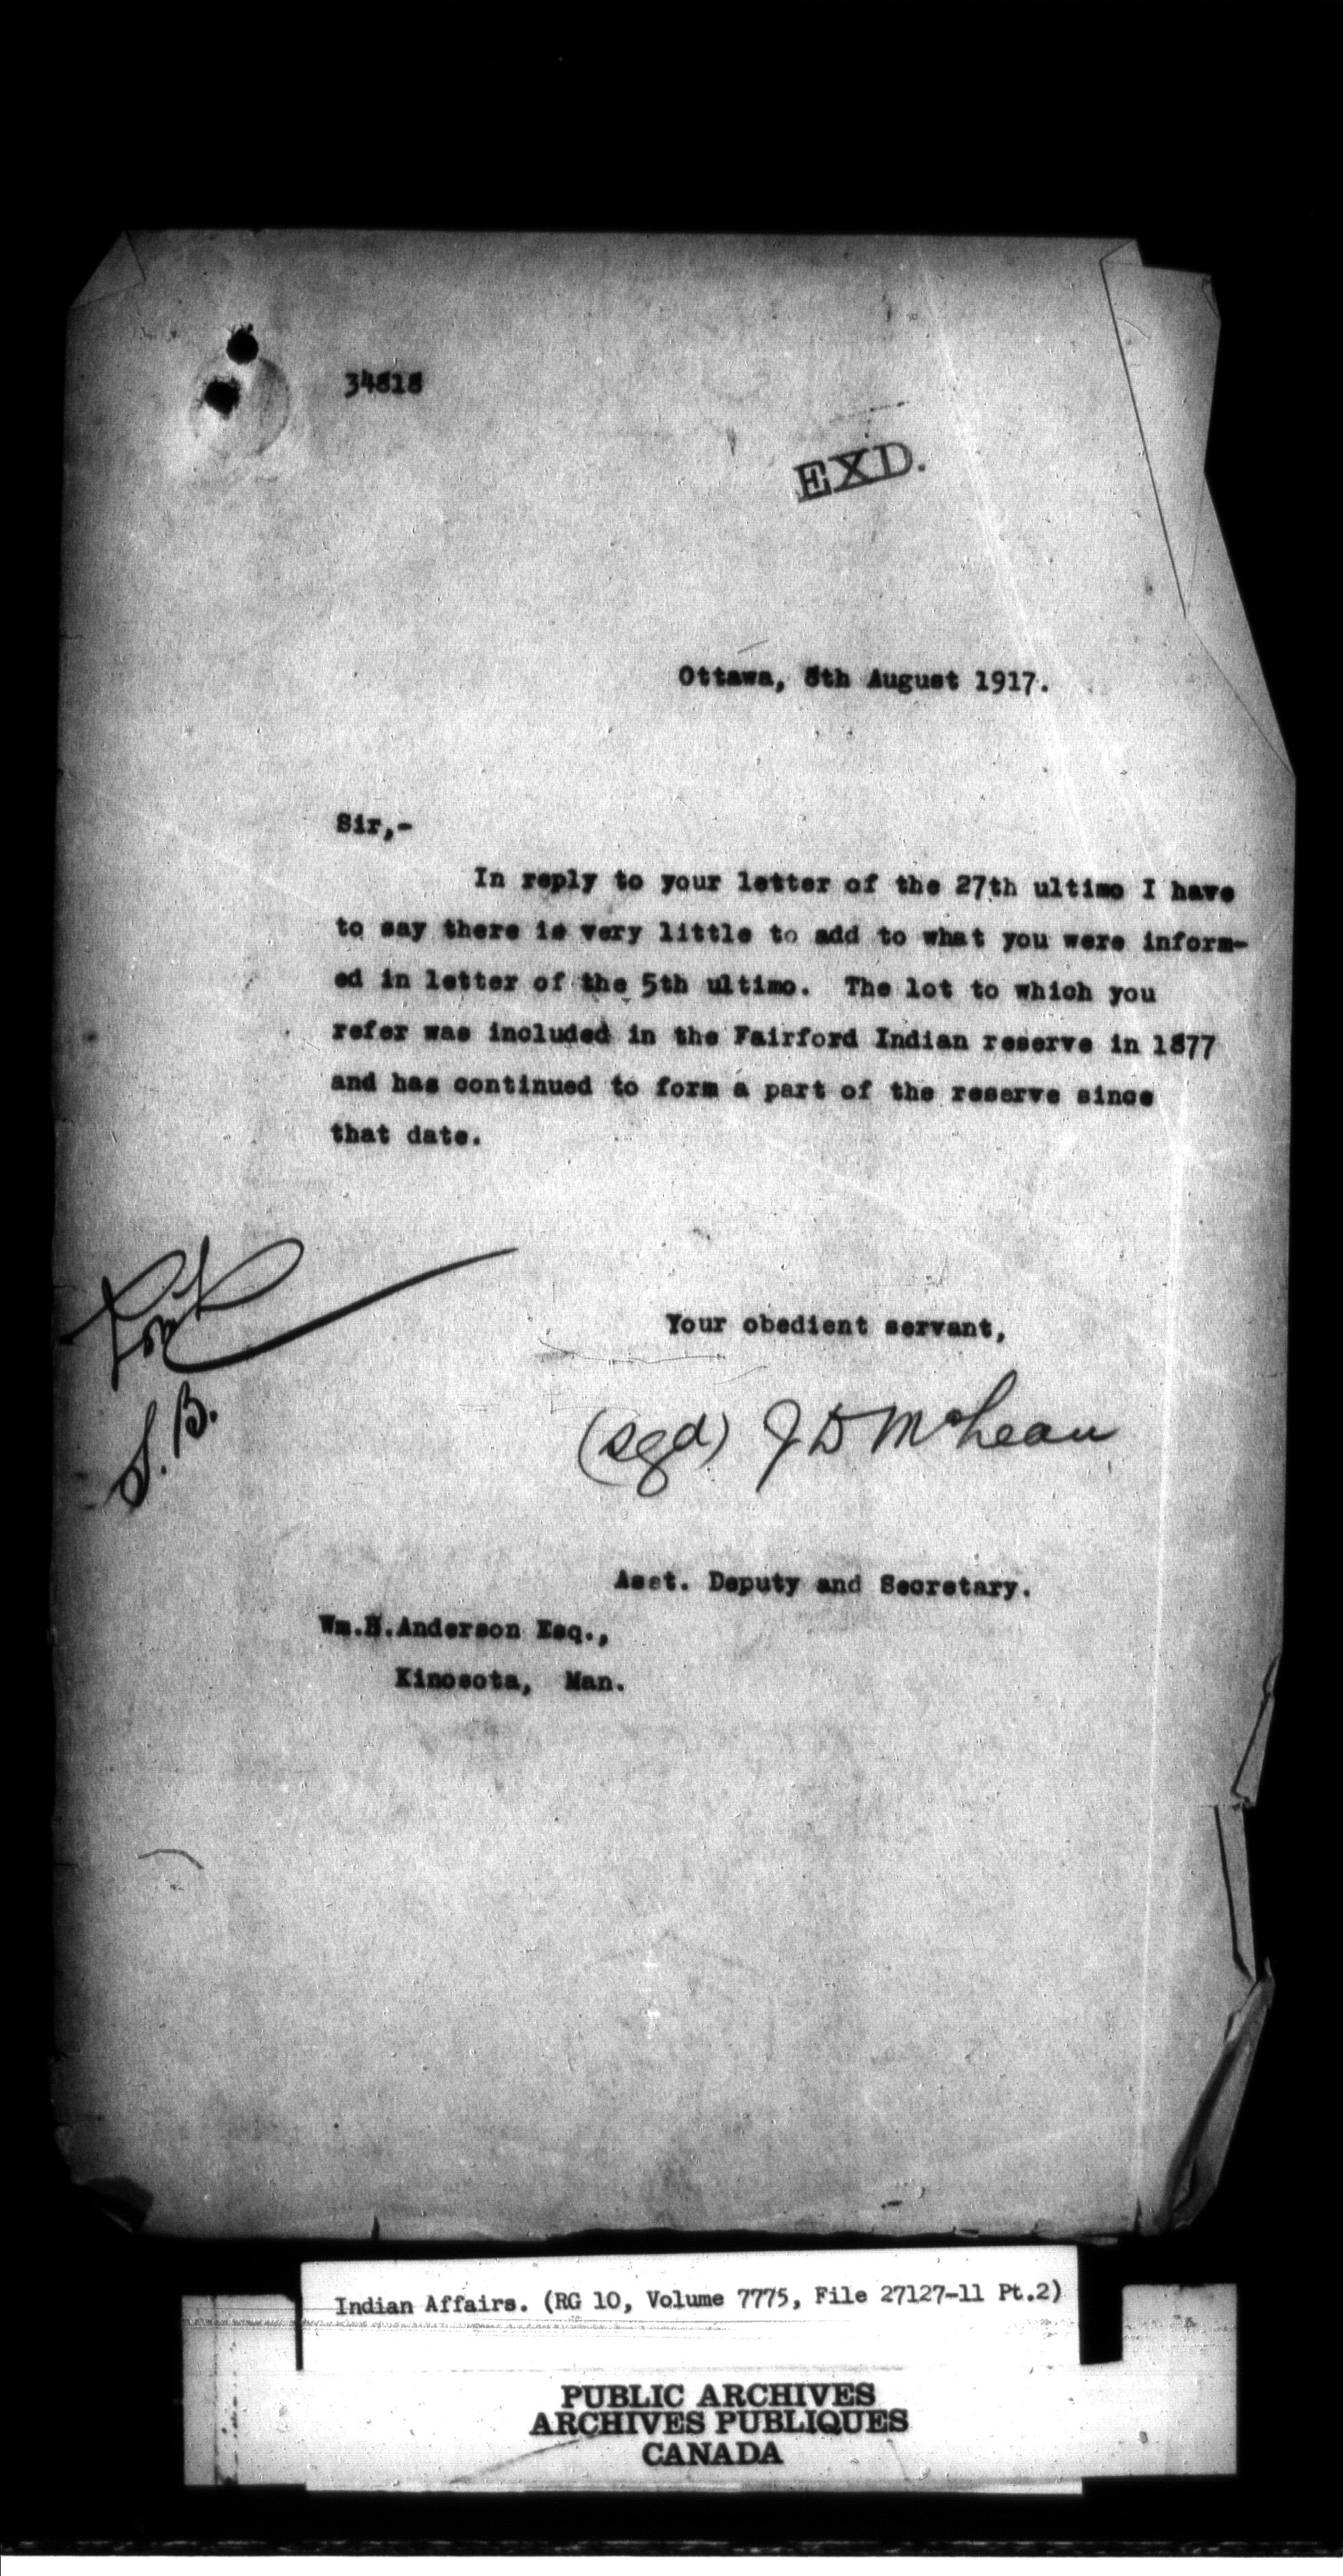 34818
EXD.
Ottawa, 8th August 1917.
Sir,-
In reply to your letter of the 27th ultimo I have
to say there is very little to add to what you were inform-
ed in letter of the 5th ultimo. The lot to which you
refer was included in the Fairford Indian reserve in 1877
and has continued to form a part of the reserve since
that date.
Your obedient servant,
(sgd) J D McLean
S.B.
Asst. Deputy and Secretary.
Anderson Esq.,
Kinosota, Man.
Indian Affairs. (RG 10, Volume 7775, File 27127-11 Pt.2)
PUBLIC ARCHIVES
ARCHIVES PUBLIQUES
CANADA